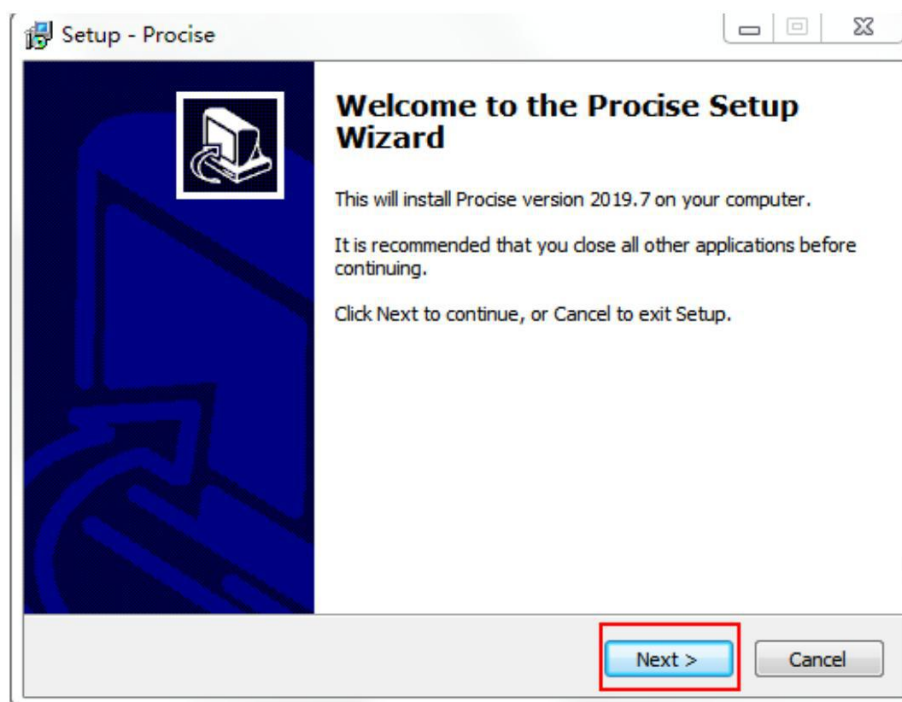 Setup - Procise
Welcome to the Procise Setup
Wizard
This will install Procise version 2019.7 on your computer.
It is recommended that you close all other applications before
continuing.
Click Next to continue, or Cancel to exit Setup.
Next >
Cancel